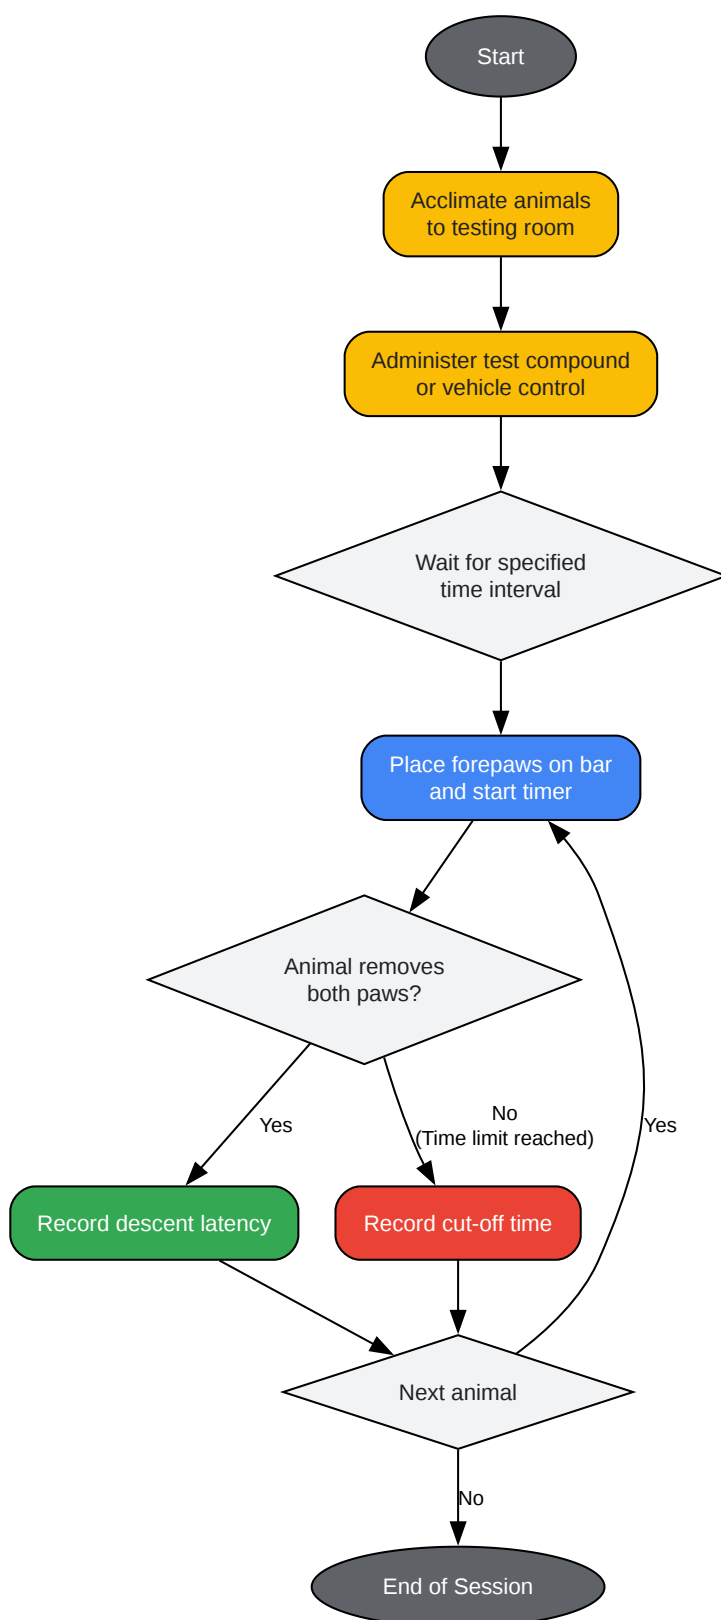 Start
Acclimate animals
to testing room
Administer test compound
or vehicle control
Wait for specified
time interval
Place forepaws on bar
and start timer
Animal removes
both paws?
Yes
No
(Time limit reached)
Yes
Record descent latency
Record cut-off time
Next animal
No
End of Session